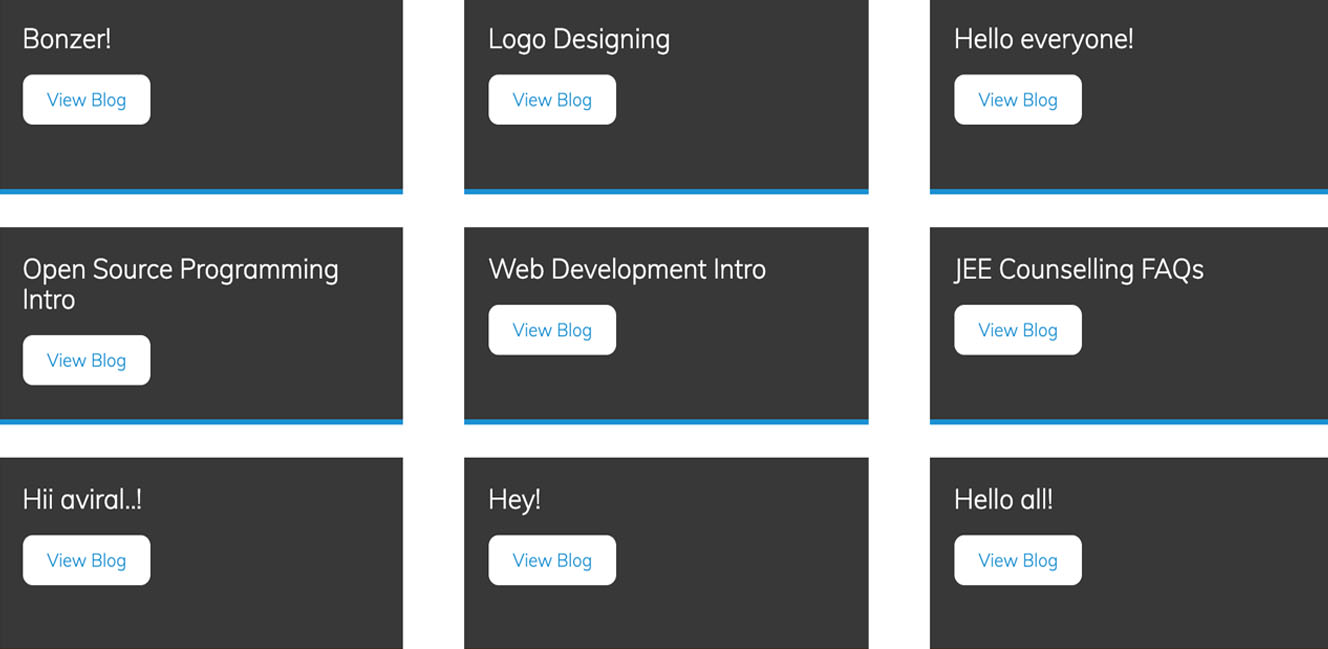 Bonzer!
View Blog
Logo Designing
View Blog
Hello everyone!
View Blog
Open Source Programming
Intro
View Blog
Web Development Intro
View Blog
JEE Counselling FAQs
View Blog
Hii aviral..!
View Blog
Hey!
View Blog
Hello all!
View Blog